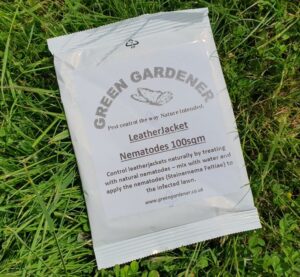 GREEN GARDENER
Pest control the way Nature Intended
LeatherJacket
Nematodes 100sqm
Control leatherjackets naturally by treating
with natural nematodes – mix with water and
apply the nematodes (Steinernema Feltiae) to
the infected lawn.
www.greengardener.co.uk